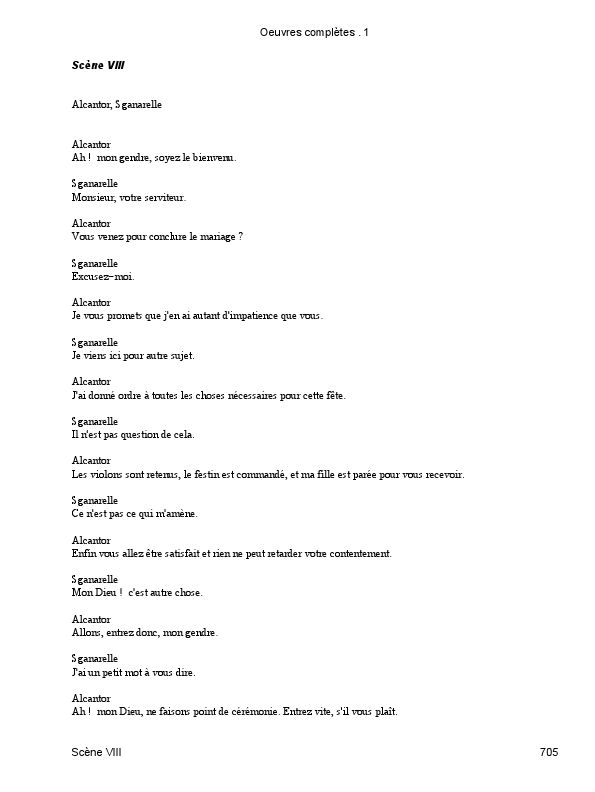 Oeuvres complètes . 1
Scène VIII
Alcantor, Sganarelle
Alcantor
Ah ! mon gendre, soyez le bienvenu.
Sganarelle
Monsieur, votre serviteur.
Alcantor
Vous venez pour conclure le mariage ?
Sganarelle
Excusez-moi.
Alcantor
Je vous promets que j'en ai autant d'impatience que vous.
Sganarelle
Je viens ici pour autre sujet.
Alcantor
J'ai donné ordre à toutes les choses nécessaires pour cette fête.
Sganarelle
Il n'est pas question de cela.
Alcantor
Les violons sont retenus, le festin est commandé, et ma fille est parée pour vous recevoir.
Sganarelle
Ce n'est pas ce qui m'amène.
Alcantor
Enfin vous allez être satisfait et rien ne peut retarder votre contentement.
Sganarelle
Mon Dieu ! c'est autre chose.
Alcantor
Allons, entrez donc, mon gendre.
Sganarelle
J'ai un petit mot à vous dire.
Alcantor
Ah ! mon Dieu, ne faisons point de cérémonie. Entrez vite, s'il vous plaît.
Scène VIII 705